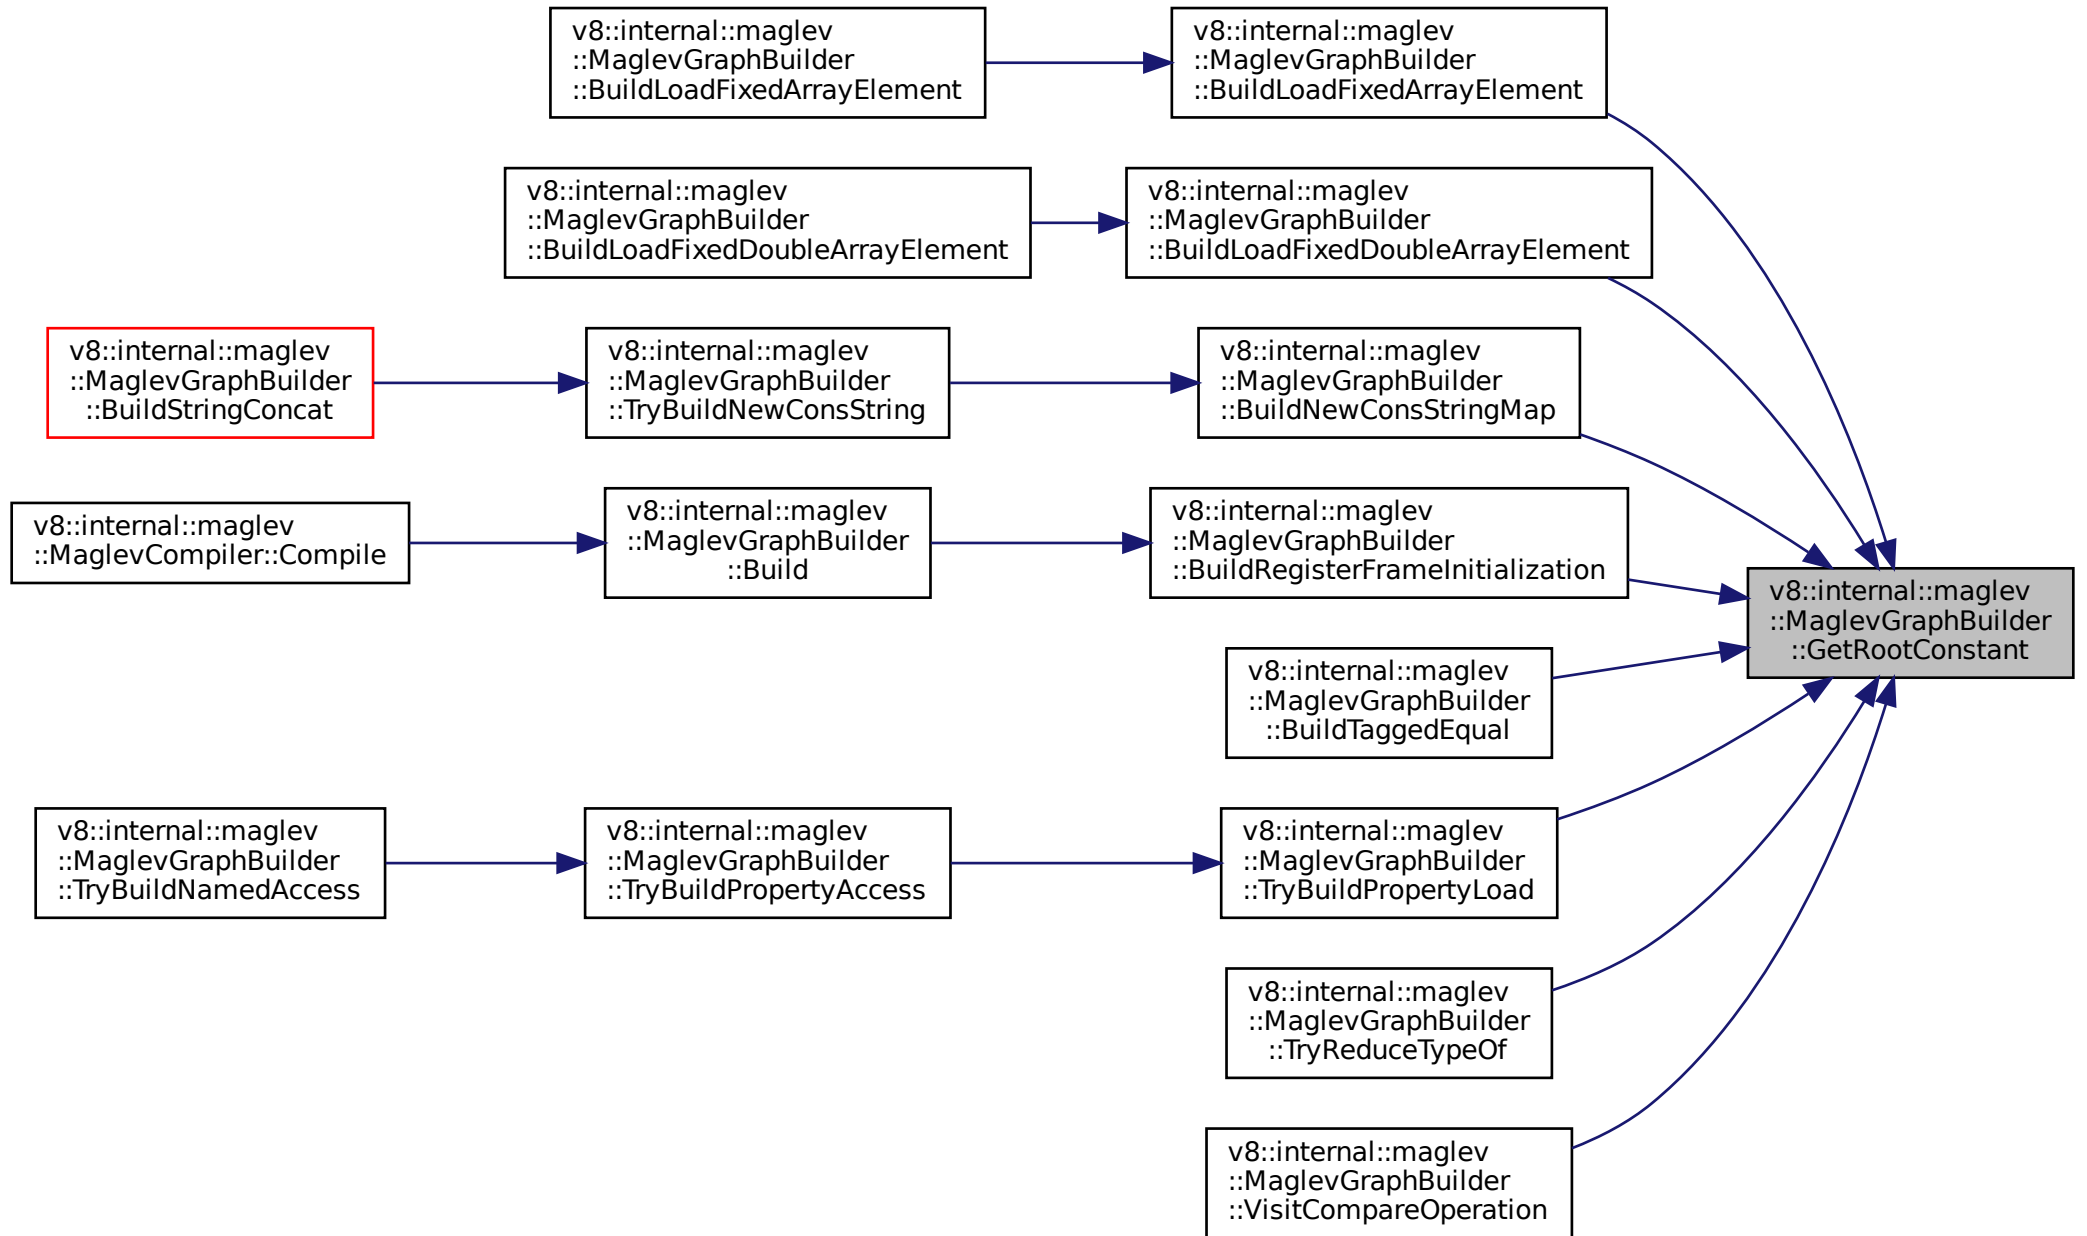 v8::internal::maglev
::MaglevGraphBuilder
::BuildLoadFixedArrayElement
v8::internal::maglev
::MaglevGraphBuilder
::BuildLoadFixedArrayElement
v8::internal::maglev
::MaglevGraphBuilder
::BuildLoadFixedDoubleArrayElement
v8::internal::maglev
::MaglevGraphBuilder
::BuildLoadFixedDoubleArrayElement
v8::internal::maglev
::MaglevGraphBuilder
::BuildStringConcat
v8::internal::maglev
::MaglevGraphBuilder
::TryBuildNewConsString
v8::internal::maglev
::MaglevGraphBuilder
::BuildNewConsStringMap
v8::internal::maglev
::MaglevCompiler::Compile
v8::internal::maglev
::MaglevGraphBuilder
::Build
v8::internal::maglev
::MaglevGraphBuilder
::BuildRegisterFrameInitialization
v8::internal::maglev
::MaglevGraphBuilder
::GetRootConstant
v8::internal::maglev
::MaglevGraphBuilder
::BuildTaggedEqual
v8::internal::maglev
::MaglevGraphBuilder
::TryBuildNamedAccess
v8::internal::maglev
::MaglevGraphBuilder
::TryBuildPropertyAccess
v8::internal::maglev
::MaglevGraphBuilder
::TryBuildPropertyLoad
v8::internal::maglev
::MaglevGraphBuilder
::TryReduceTypeOf
v8::internal::maglev
::MaglevGraphBuilder
::VisitCompareOperation